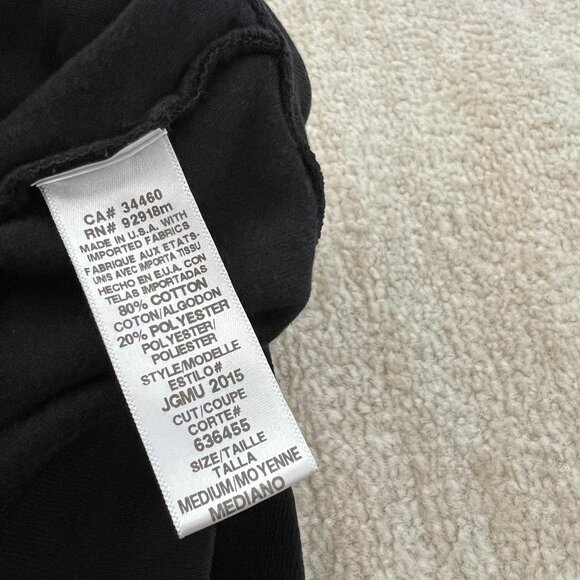 CA# 34460
RN# 92918m
MADE IN U.S.A. WITH
IMPORTED FABRICS
FABRIQUE AUX ETATS-
UNIS AVEC IMPORTA TISSU
HECHO EN E.U.A. CON
TELAS IMPORTADAS
80% COTTON
COTON/ALGODON
20% POLYESTER
POLYESTER/
POLIESTER
STYLE/MODELLE
ESTILO#
JGMU 2015
CUT/COUPE
CORTE#
636455
SIZE/TAILLE
TALLA
MEDIUM/MOYENNE
MEDIANO